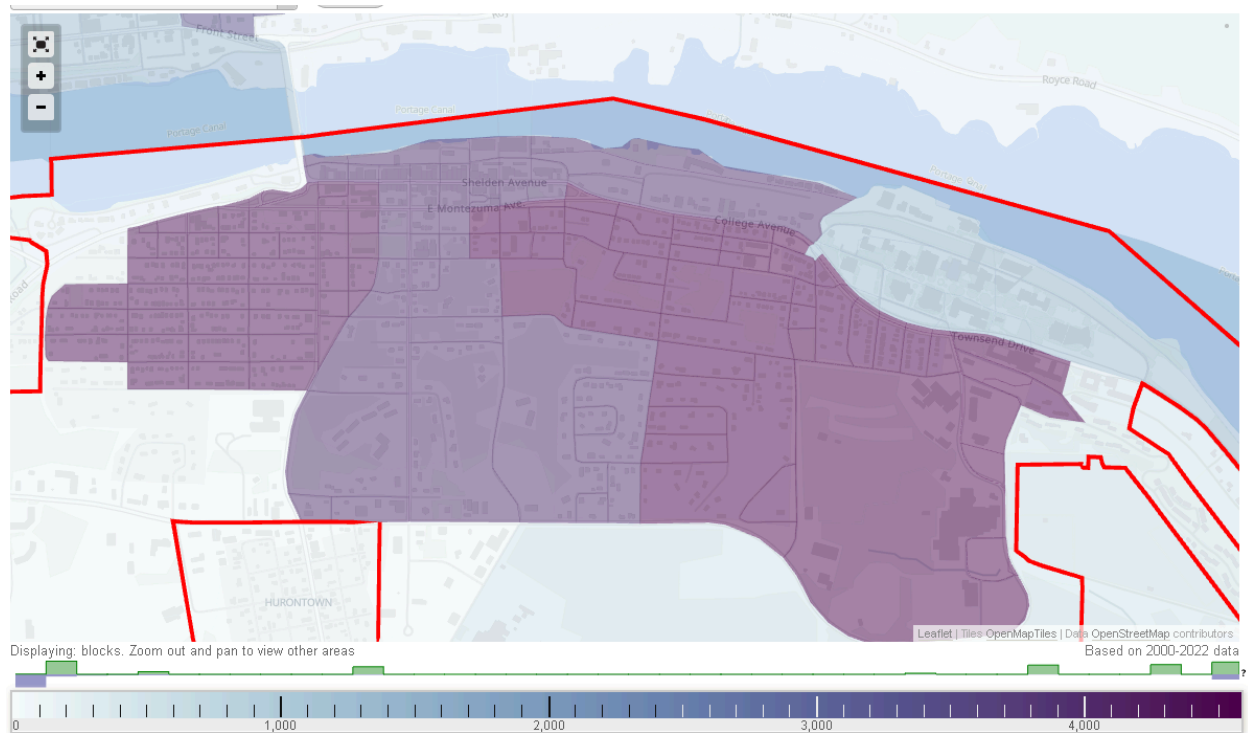 Front Street
Road
Royce Road
Portage Canal
Portage Canal
Shelden Avenue
E Montezuma Ave
College Avenue
Road
Townsend Drive
HURONTOWN
+
−
Leaflet | Tiles OpenMapTiles | Data OpenStreetMap contributors
Displaying: blocks. Zoom out and pan to view other areas
Based on 2000-2022 data
?
0 1,000 2,000 3,000 4,000